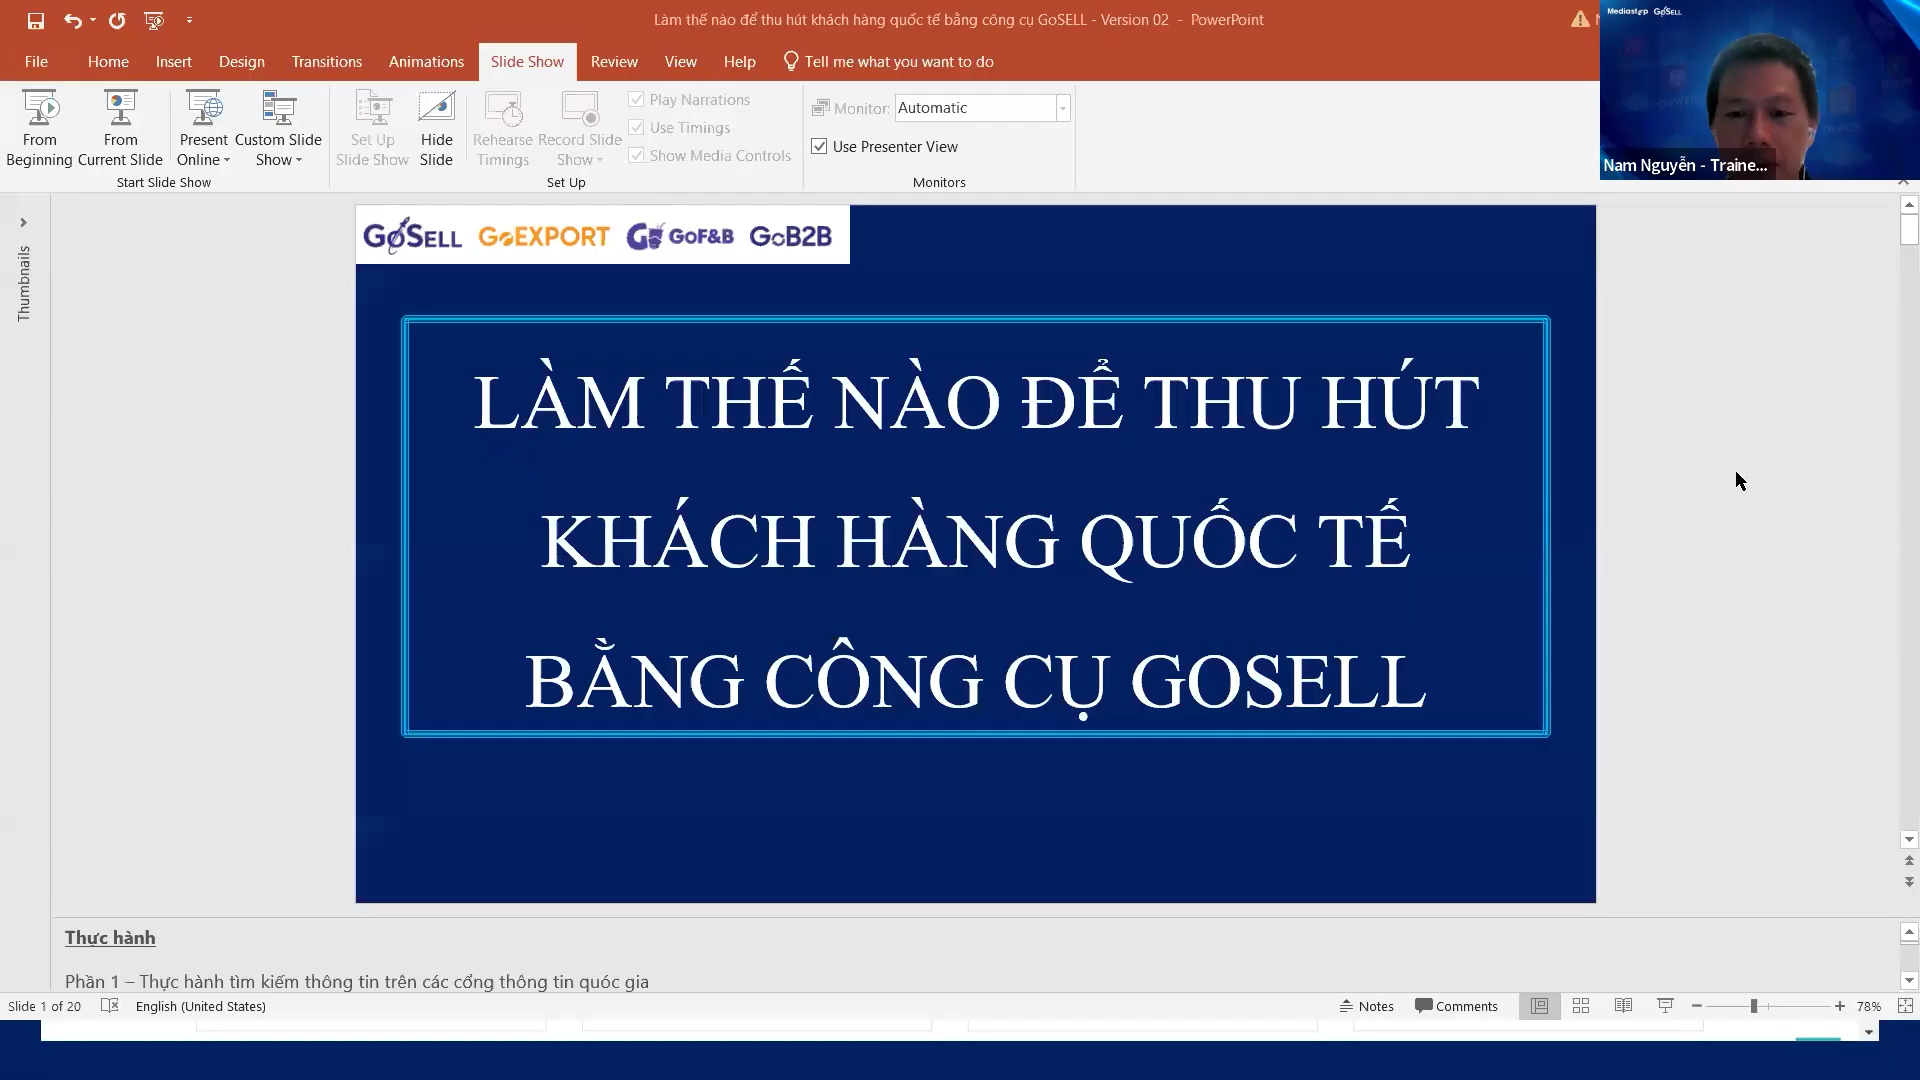 Làm thế nào để thu hút khách hàng quốc tế bằng công cụ GoSELL - Version 02 - PowerPoint
Mediastep GoSELL
File Home Insert Design Transitions Animations Slide Show Review View Help Tell me what you want to do
From Beginning
From Current Slide
Present Online
Custom Slide Show
Start Slide Show
Set Up Slide Show
Hide Slide
Rehearse Timings
Record Slide Show
Play Narrations
Use Timings
Show Media Controls
Set Up
Monitor: Automatic
Use Presenter View
Monitors
Nam Nguyễn - Traine...
Thumbnails
GoSELL GoEXPORT GoF&B GoB2B
LÀM THẾ NÀO ĐỂ THU HÚT
KHÁCH HÀNG QUỐC TẾ
BẰNG CÔNG CỤ GOSELL
Thực hành
Phần 1 – Thực hành tìm kiếm thông tin trên các cổng thông tin quóc gia
Slide 1 of 20 English (United States) Notes Comments 78%